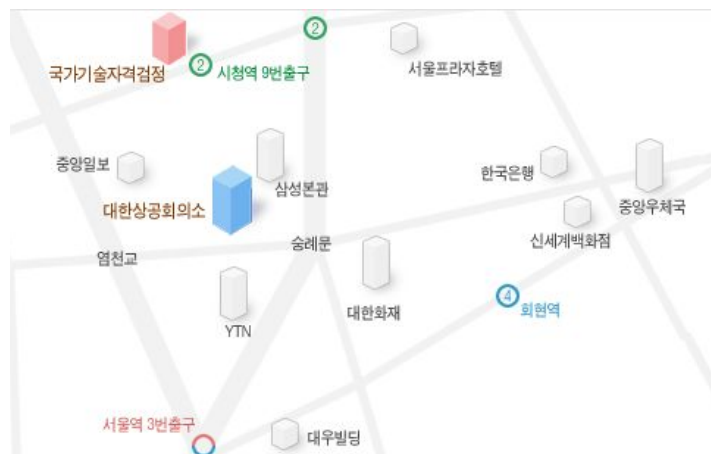 ②
국가기술자격검정
② 시청역 9번출구
서울프라자호텔
중앙일보
삼성본관
한국은행
대한상공회의소
중앙우체국
염천교
숭례문
신세계백화점
④ 회현역
대한화재
YTN
서울역 3번출구
대우빌딩